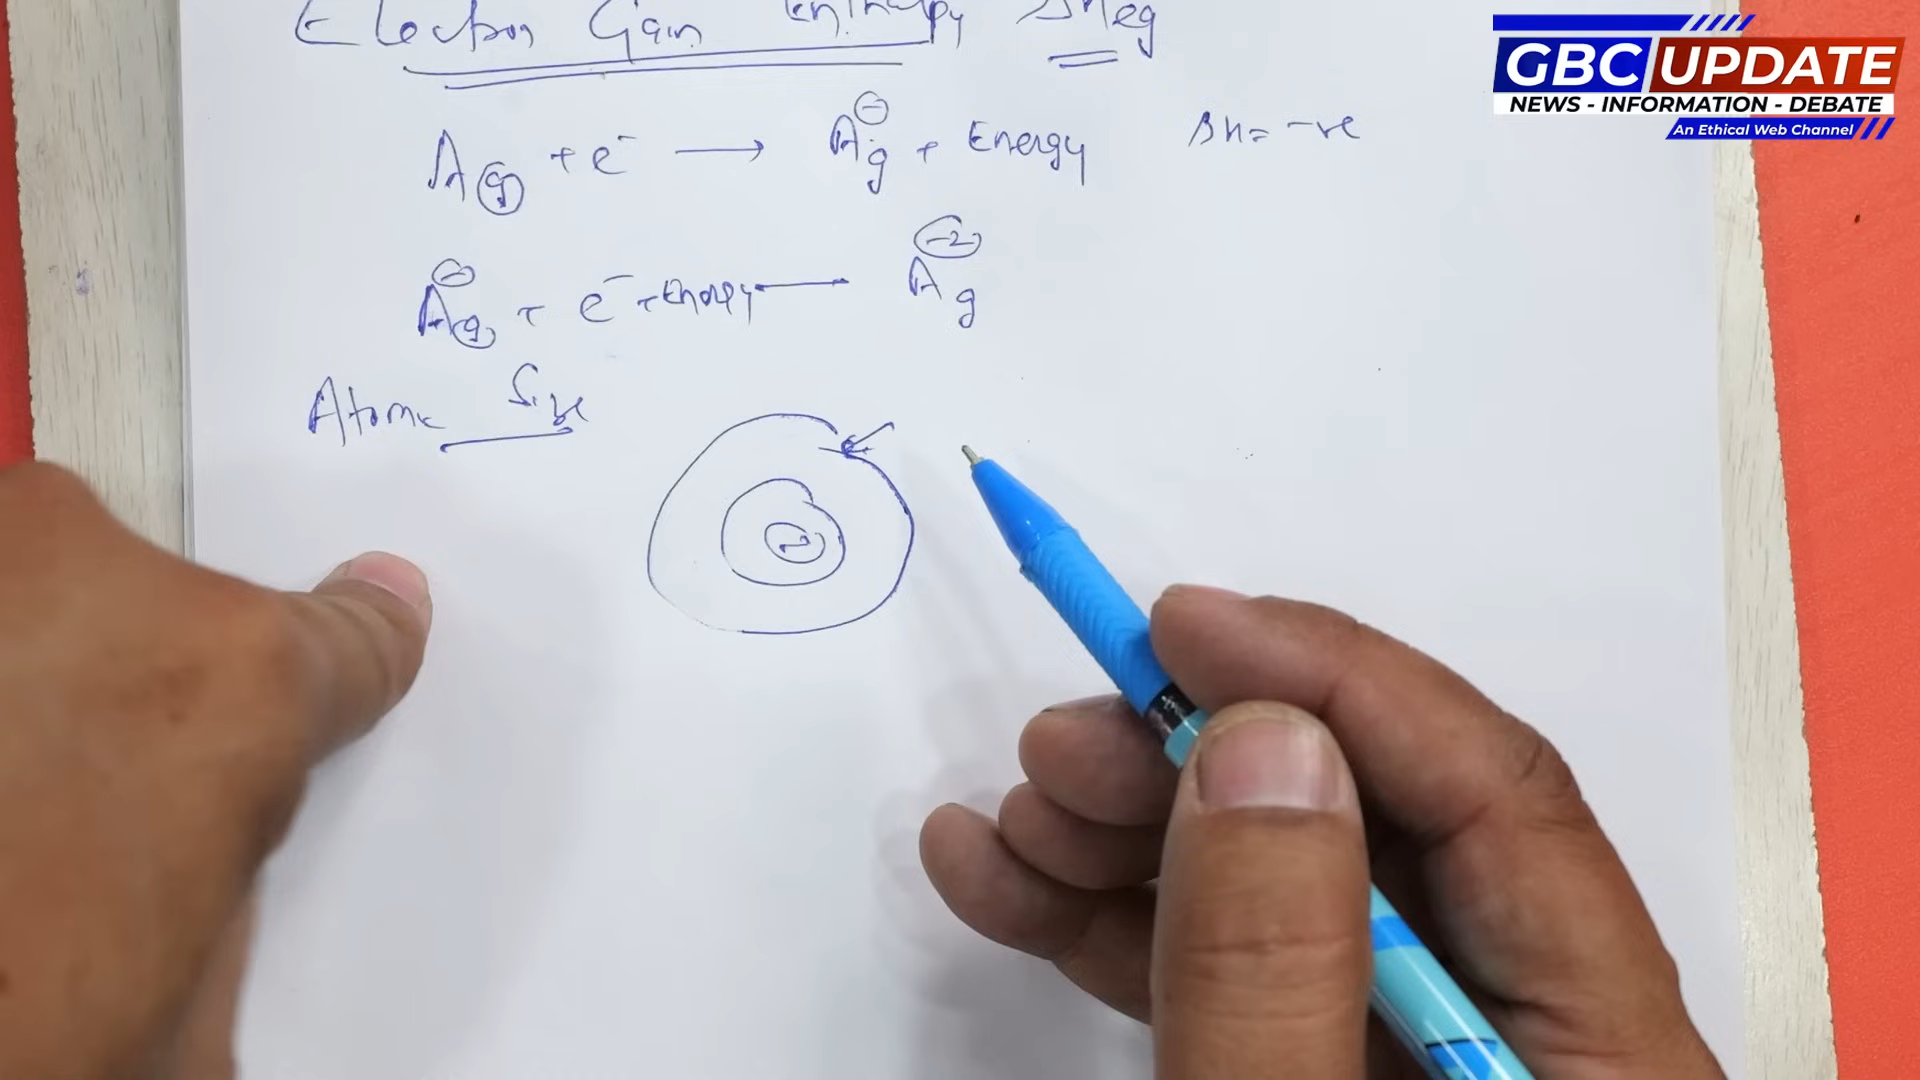 Electron Gain Enthalpy ΔHeg
GBC UPDATE
NEWS - INFORMATION - DEBATE
An Ethical Web Channel
A(g) + e⁻ → A⁻g + Energy ΔH = -ve
A⁻(g) + e⁻ + Energy → A⁻²g
Atomic Size